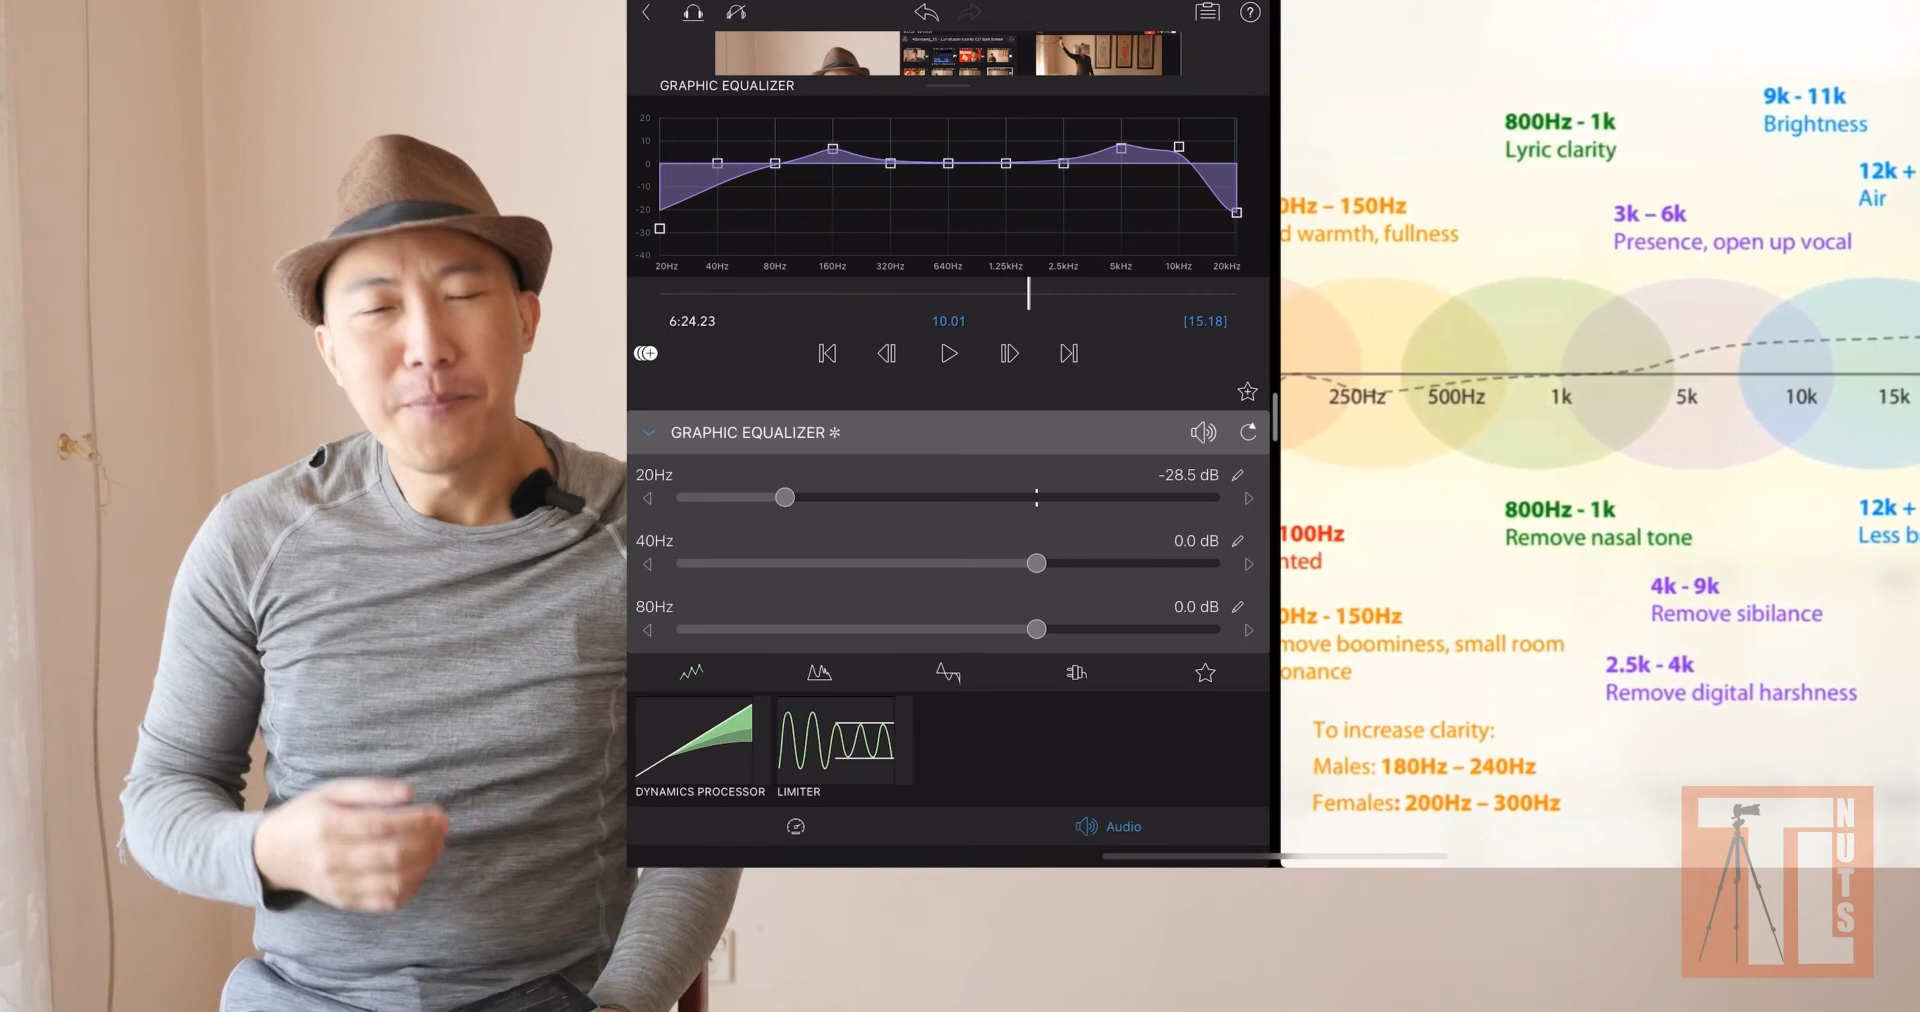 GRAPHIC EQUALIZER
20
10
0
-10
-20
-30
-40
20Hz 40Hz 80Hz 160Hz 320Hz 640Hz 1.25kHz 2.5kHz 5kHz 10kHz 20kHz
6:24.23 10.01 [15.18]
GRAPHIC EQUALIZER
20Hz -28.5 dB
40Hz 0.0 dB
80Hz 0.0 dB
DYNAMICS PROCESSOR LIMITER
Audio
9k - 11k
Brightness
800Hz - 1k
Lyric clarity
12k +
Air
0Hz – 150Hz
d warmth, fullness
3k – 6k
Presence, open up vocal
250Hz 500Hz 1k 5k 10k 15k
800Hz - 1k
Remove nasal tone
12k +
Less b
100Hz
nted
4k - 9k
Remove sibilance
0Hz - 150Hz
move boominess, small room
onance
2.5k - 4k
Remove digital harshness
To increase clarity:
Males: 180Hz – 240Hz
Females: 200Hz – 300Hz
NUTS